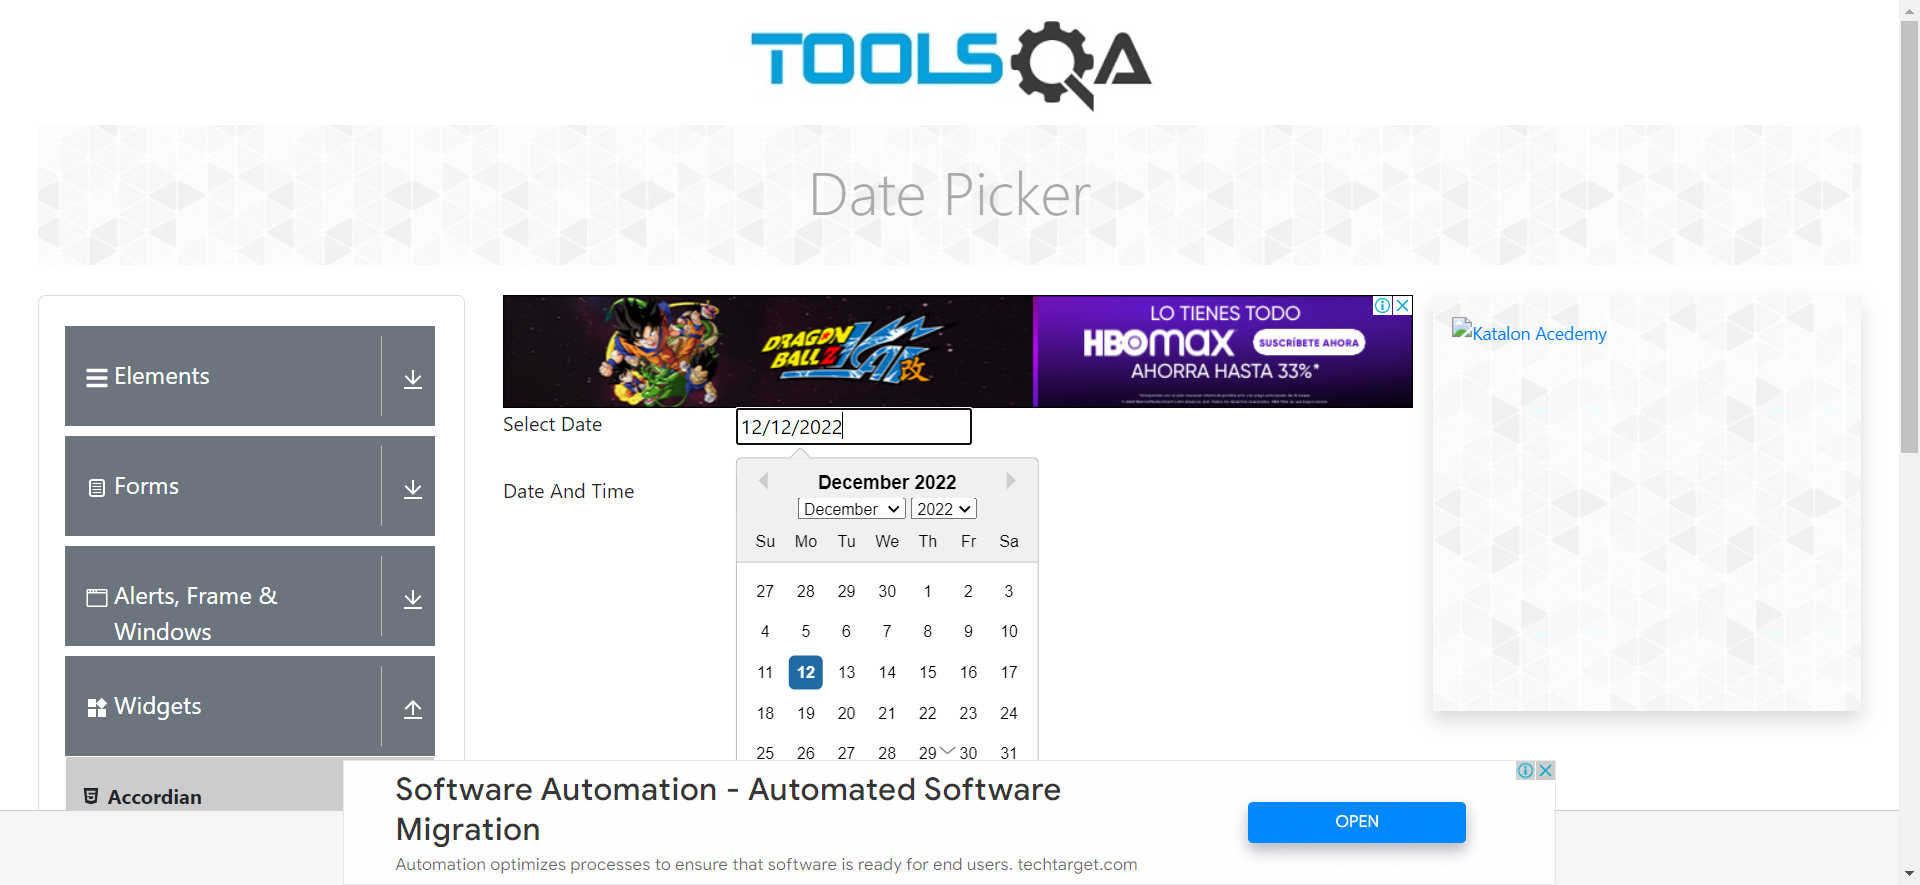 TOOLSQA
Date Picker
Elements
Forms
Alerts, Frame &
Windows
Widgets
Accordian
DRAGON
BALL Z
KAI
改
LO TIENES TODO
HBOMAX
SUSCRÍBETE AHORA
AHORRA HASTA 33%*
Select Date
12/12/2022
Date And Time
December 2022
December 2022
Su Mo Tu We Th Fr Sa
27 28 29 30 1 2 3
4 5 6 7 8 9 10
11 12 13 14 15 16 17
18 19 20 21 22 23 24
25 26 27 28 29 30 31
Katalon Acedemy
Software Automation - Automated Software
Migration
Automation optimizes processes to ensure that software is ready for end users. techtarget.com
OPEN